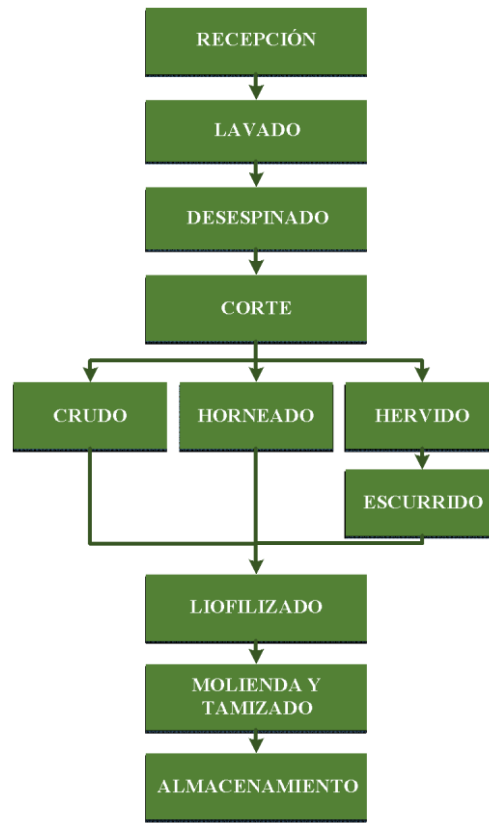 RECEPCIÓN
LAVADO
DESESPINADO
CORTE
CRUDO
HORNEADO
HERVIDO
ESCURRIDO
LIOFILIZADO
MOLIENDA Y
TAMIZADO
ALMACENAMIENTO